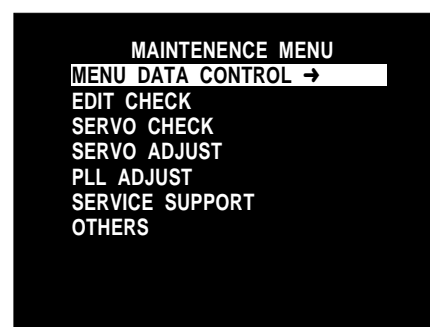 MAINTENENCE MENU
MENU DATA CONTROL ➔
EDIT CHECK
SERVO CHECK
SERVO ADJUST
PLL ADJUST
SERVICE SUPPORT
OTHERS